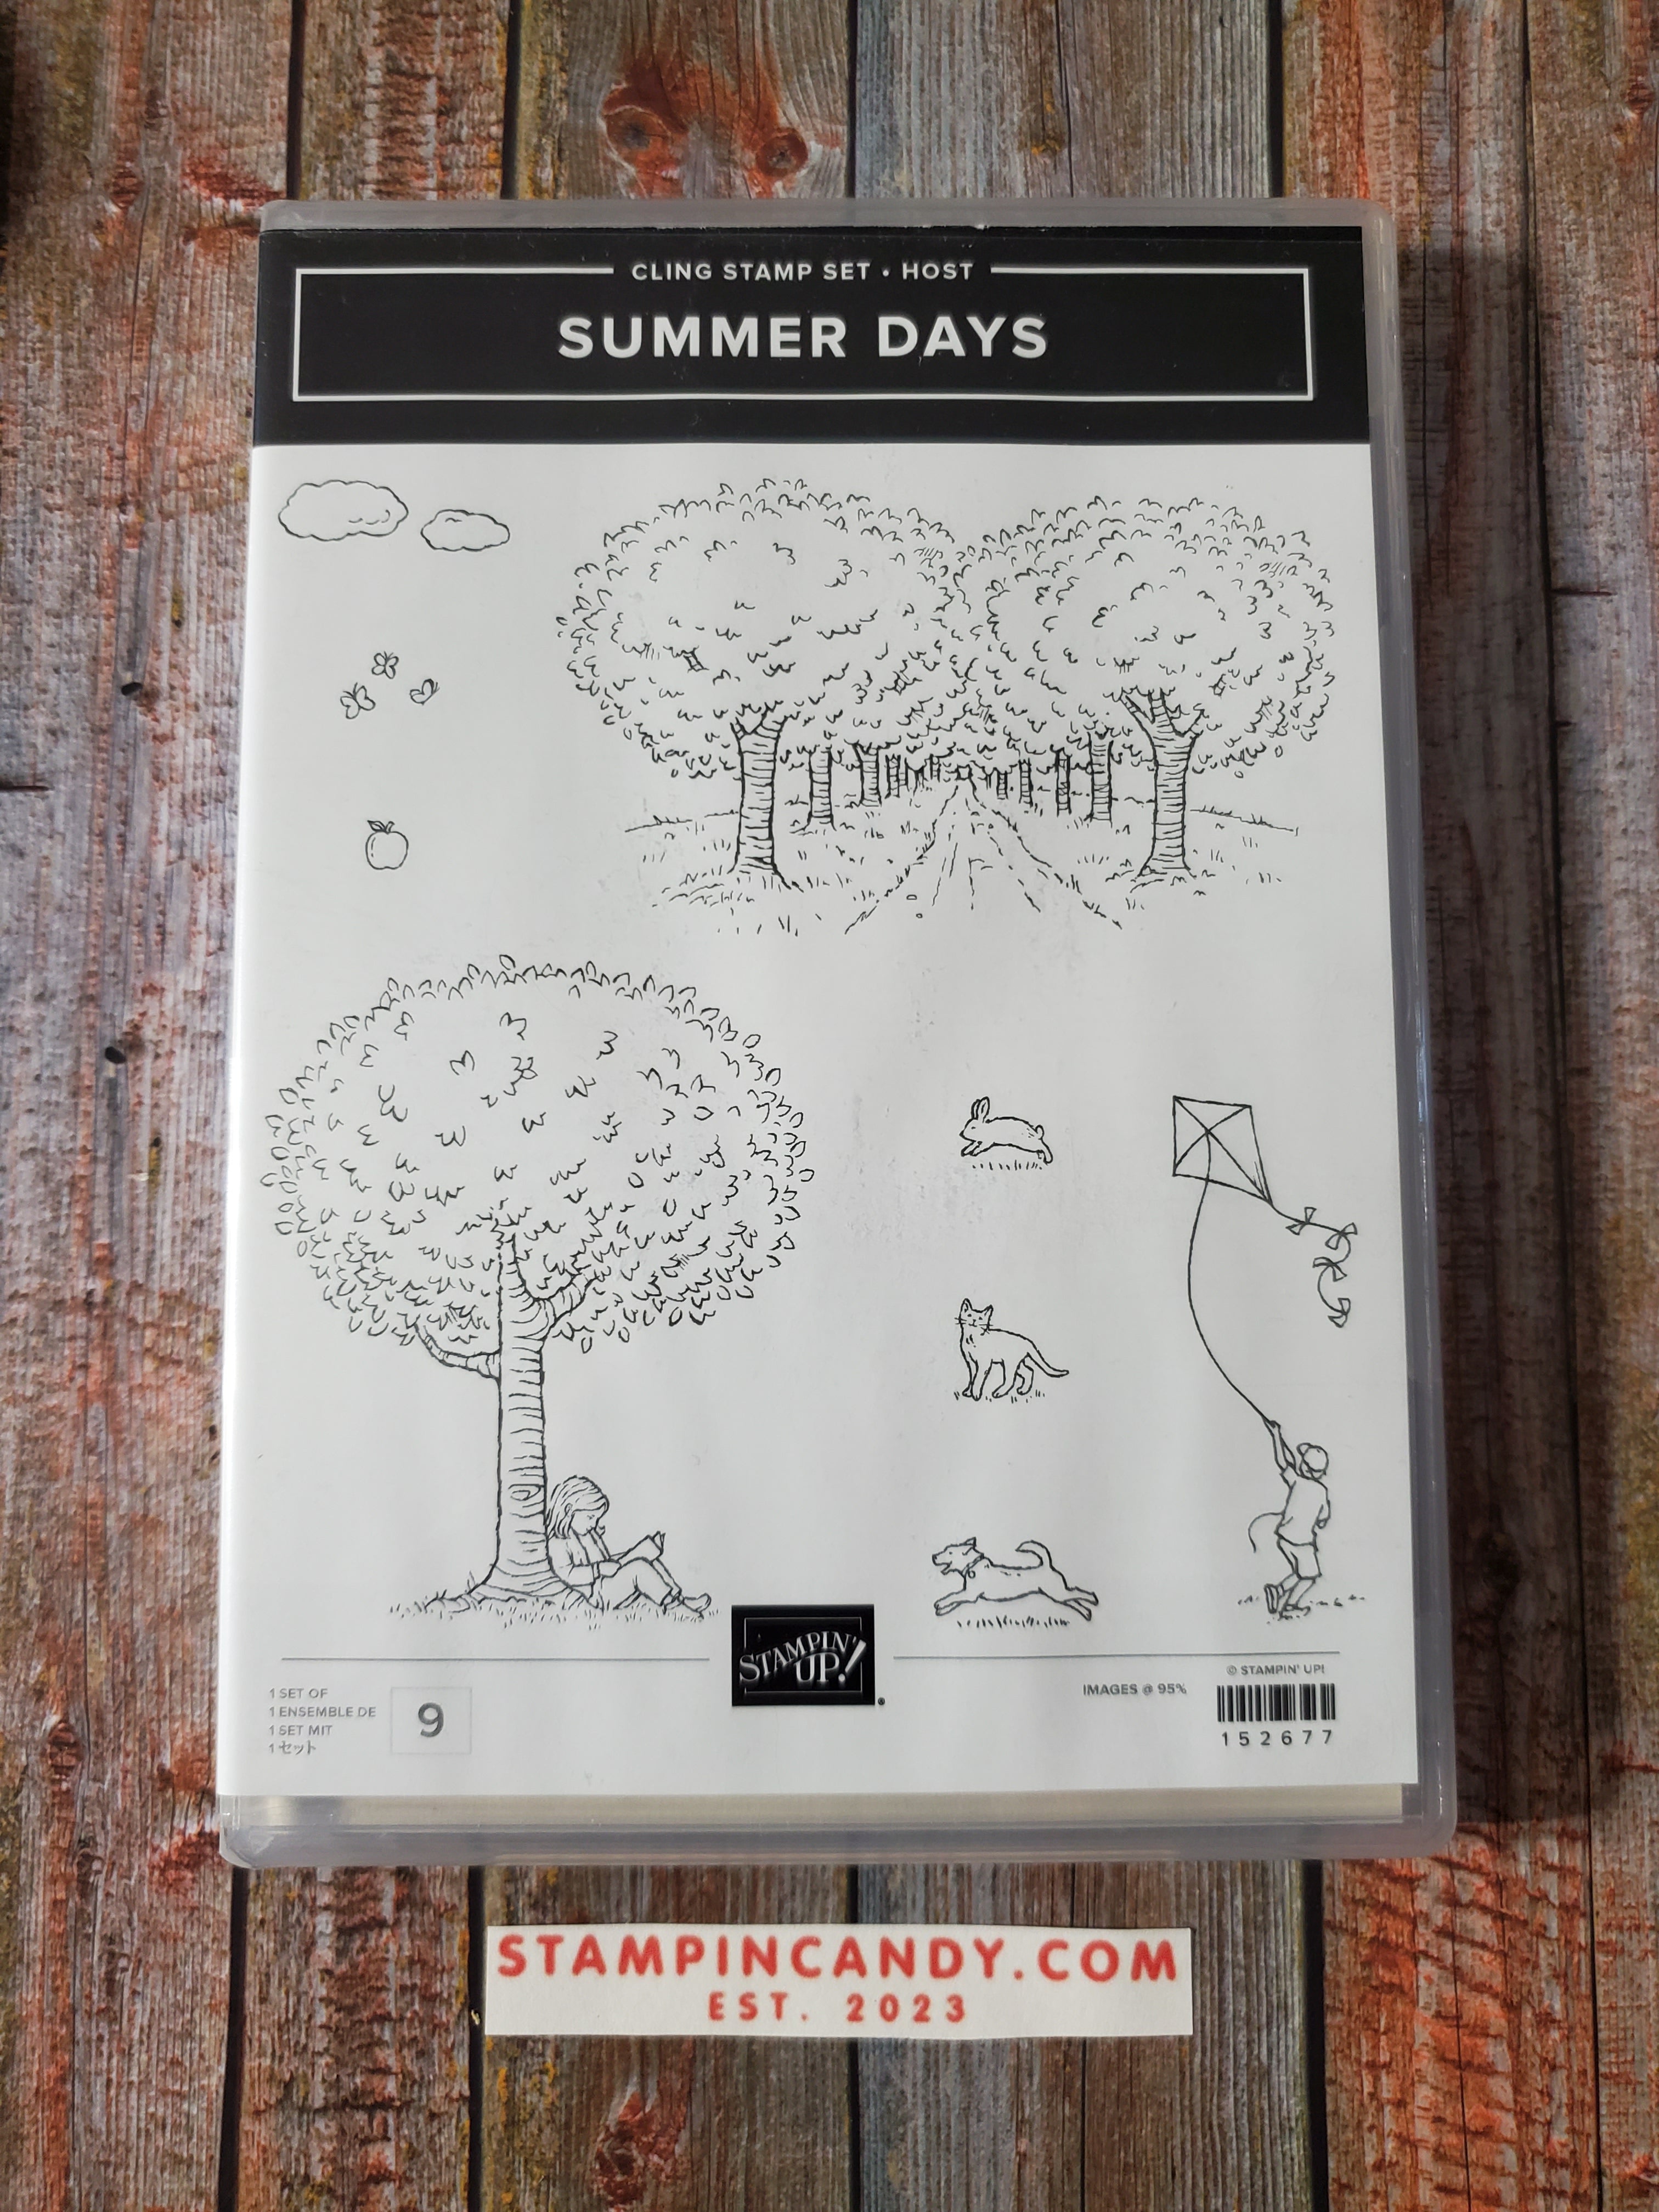 CLING STAMP SET • HOST
SUMMER DAYS
STAMPIN'
UP!
®
1 SET OF
1 ENSEMBLE DE
1 SET MIT
1 セット
9
IMAGES @ 95%
© STAMPIN' UP!
152677
STAMPINCANDY.COM
EST. 2023